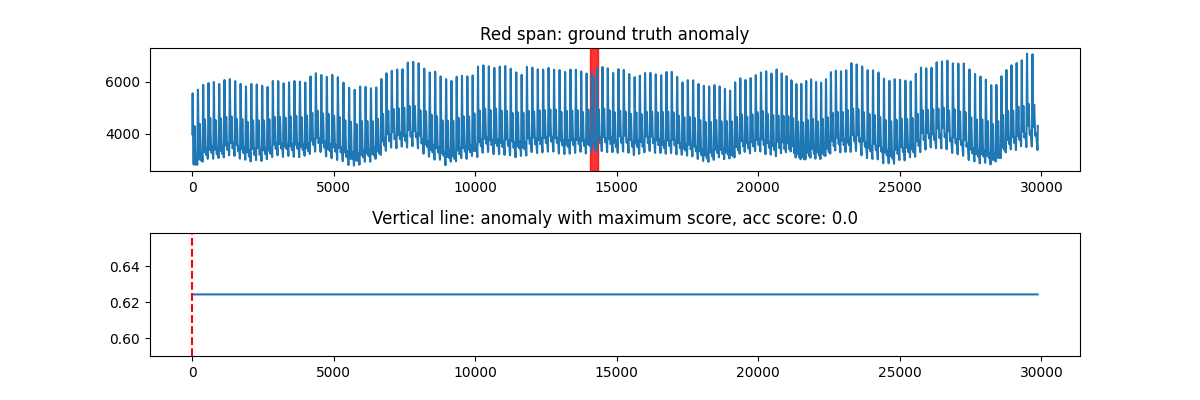 Red span: ground truth anomaly
6000
4000
0 5000 10000 15000 20000 25000 30000
Vertical line: anomaly with maximum score, acc score: 0.0
0.64
0.62
0.60
0 5000 10000 15000 20000 25000 30000